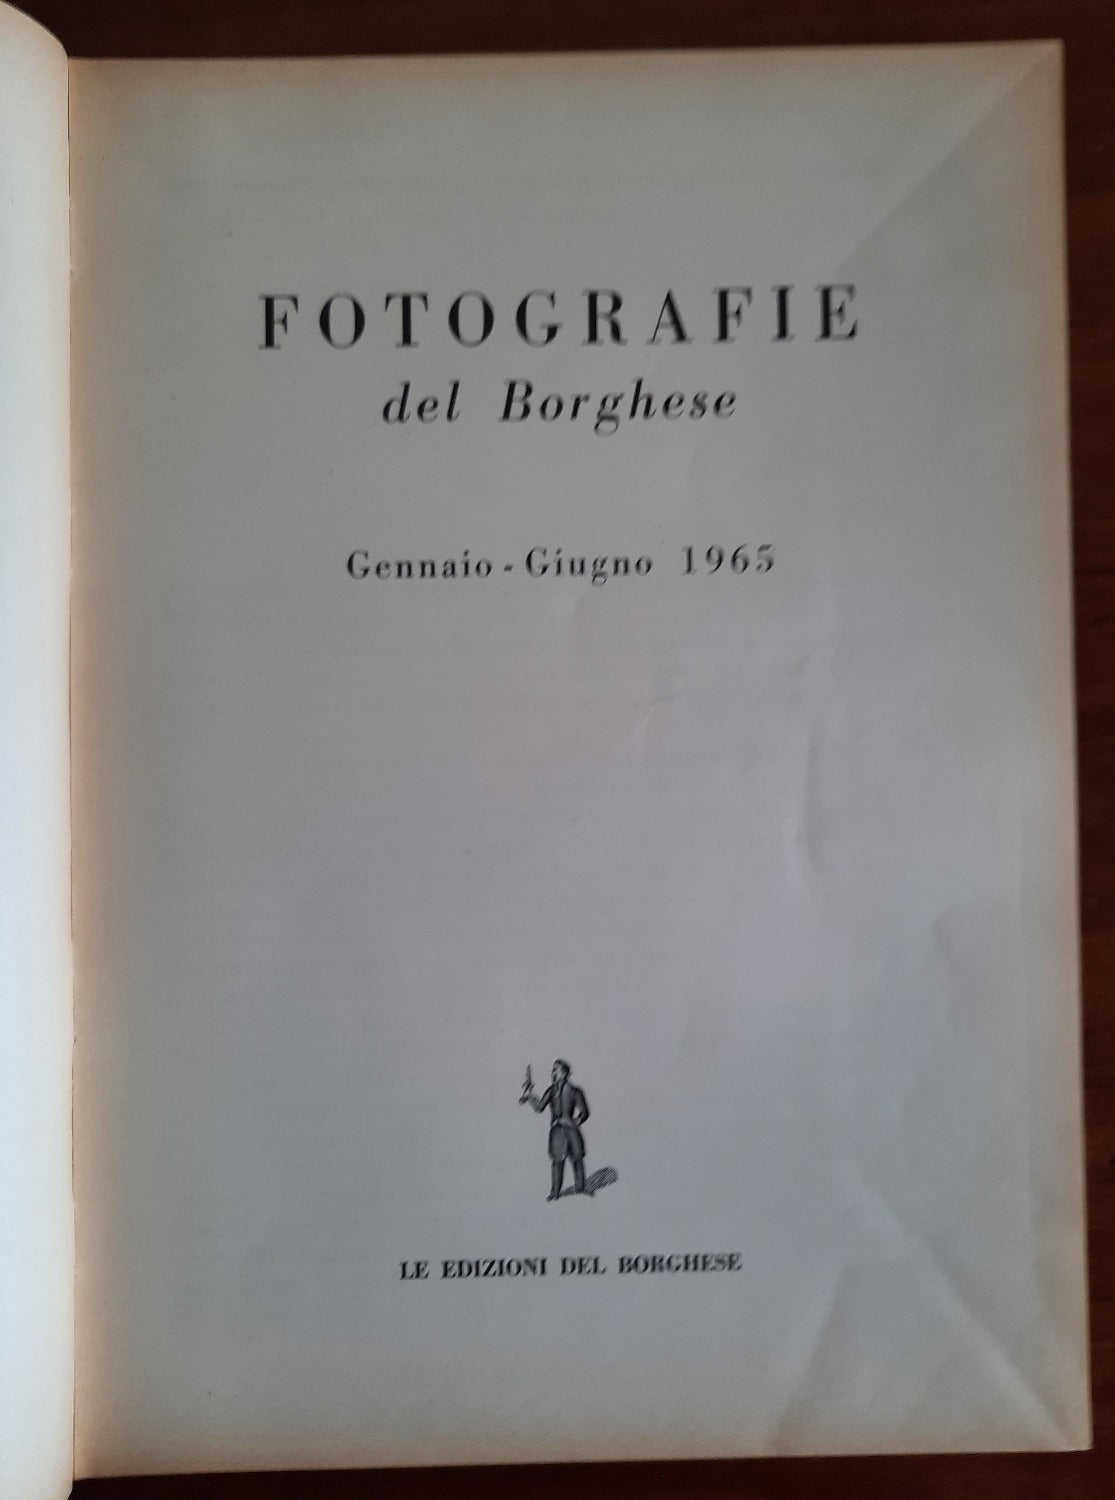 FOTOGRAFIE
del Borghese
Gennaio - Giugno 1965
LE EDIZIONI DEL BORGHESE